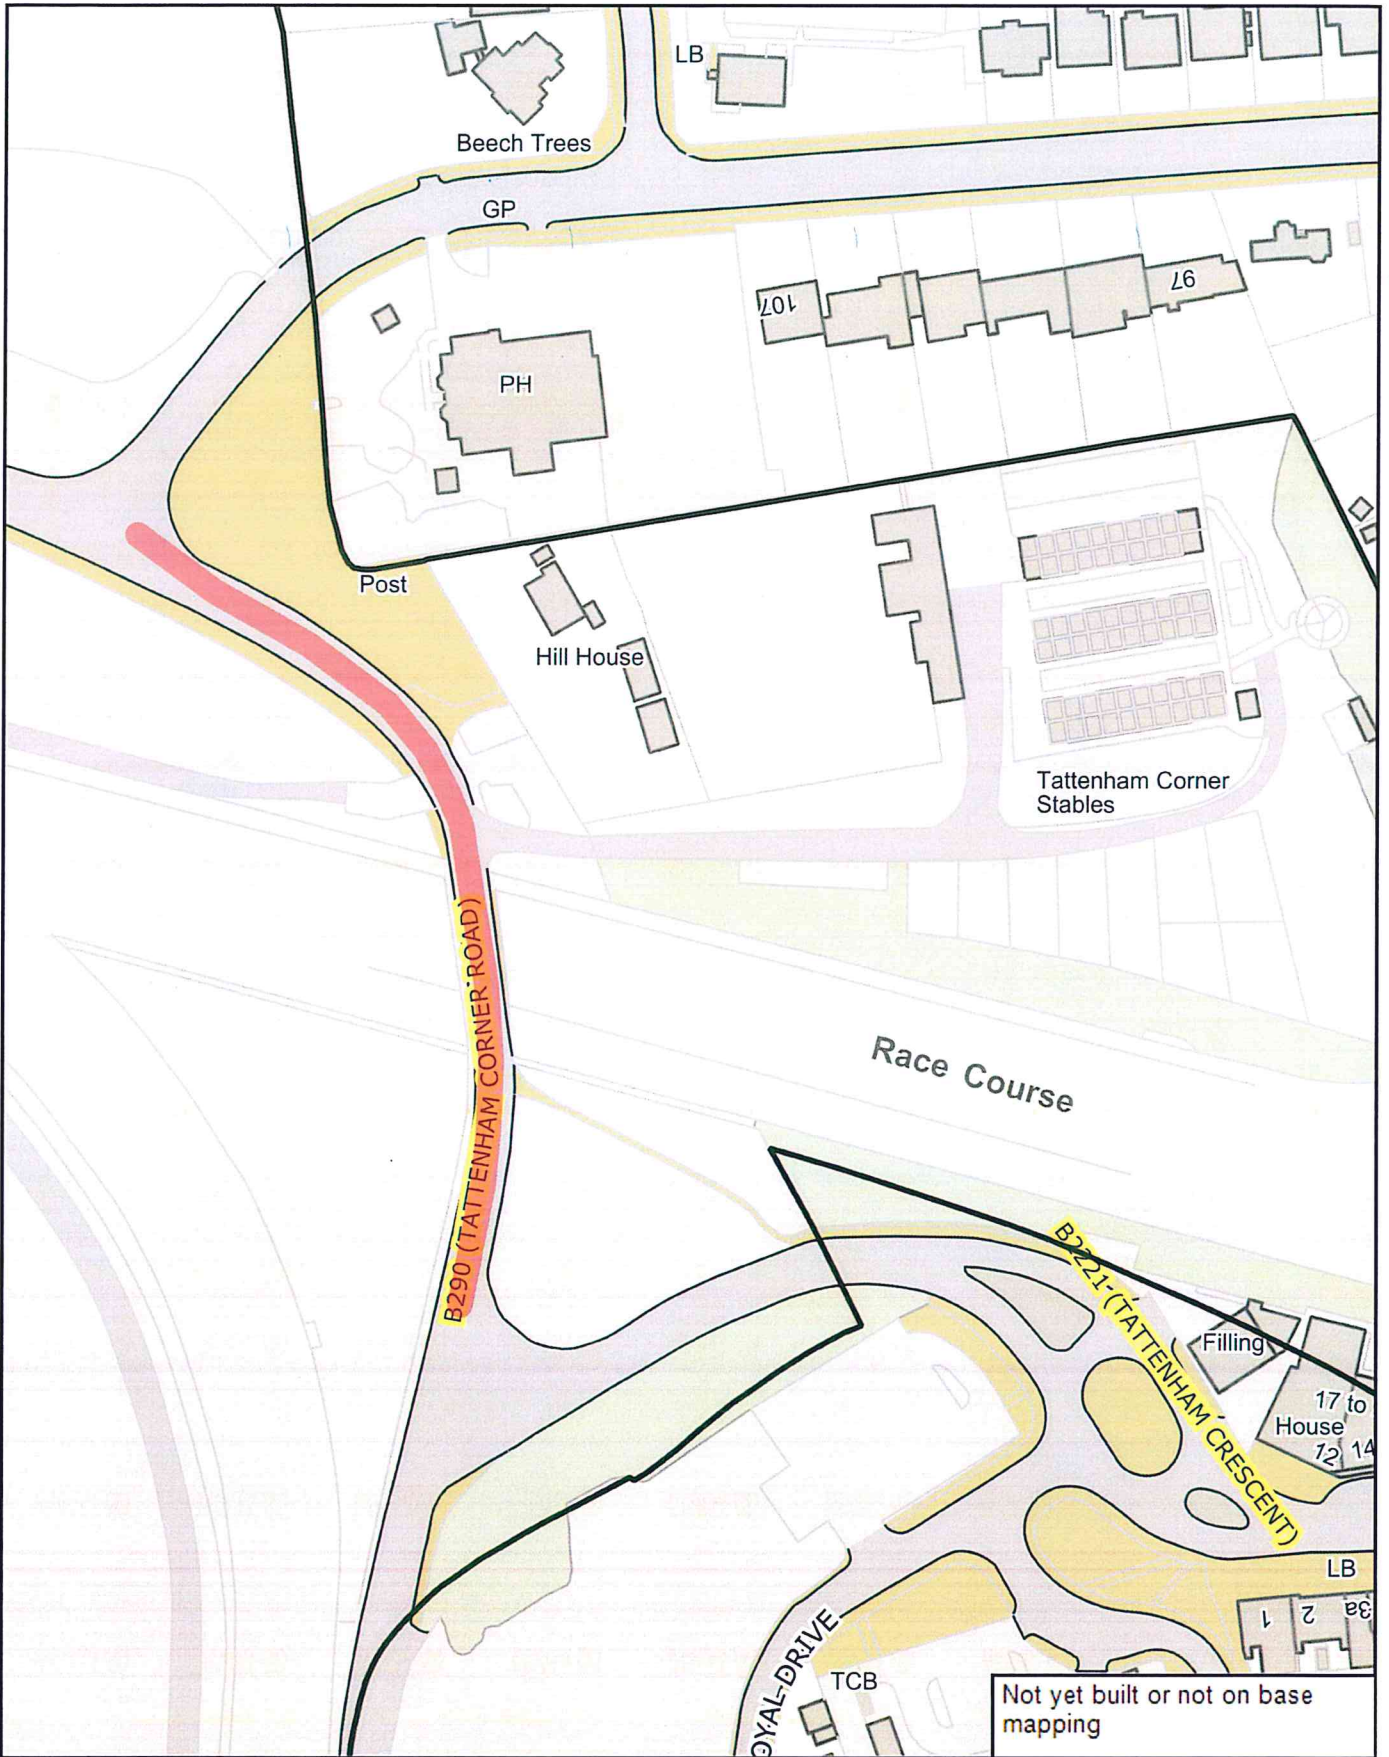 LB
Beech Trees
GP
107
97
PH
Post
Hill House
Tattenham Corner
Stables
B290 (TATTENHAM CORNER ROAD)
Race Course
B2221 (TATTENHAM CRESCENT)
Filling
17 to
House
12 14
LB
1 2 3a
OYAL DRIVE
TCB
Not yet built or not on base
mapping